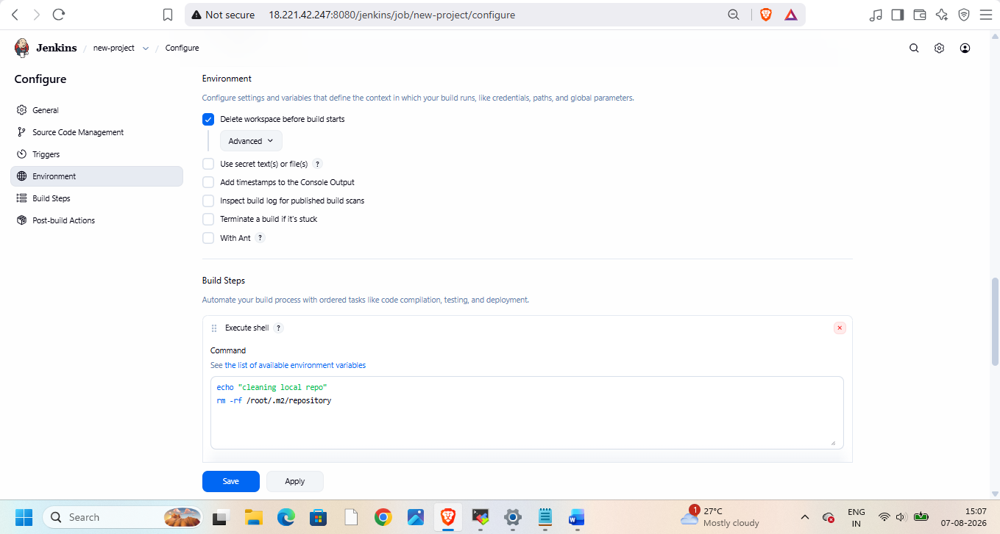 Not secure 18.221.42.247:8080/jenkins/job/new-project/configure
Jenkins / new-project / Configure
Configure
General
Source Code Management
Triggers
Environment
Build Steps
Post-build Actions
Environment
Configure settings and variables that define the context in which your build runs, like credentials, paths, and global parameters.
Delete workspace before build starts
Advanced
Use secret text(s) or file(s) ?
Add timestamps to the Console Output
Inspect build log for published build scans
Terminate a build if it's stuck
With Ant ?
Build Steps
Automate your build process with ordered tasks like code compilation, testing, and deployment.
Execute shell ?
Command
See the list of available environment variables
echo "cleaning local repo"
rm -rf /root/.m2/repository
Save Apply
Search
1
27°C
Mostly cloudy
ENG
IN
15:07
07-08-2026